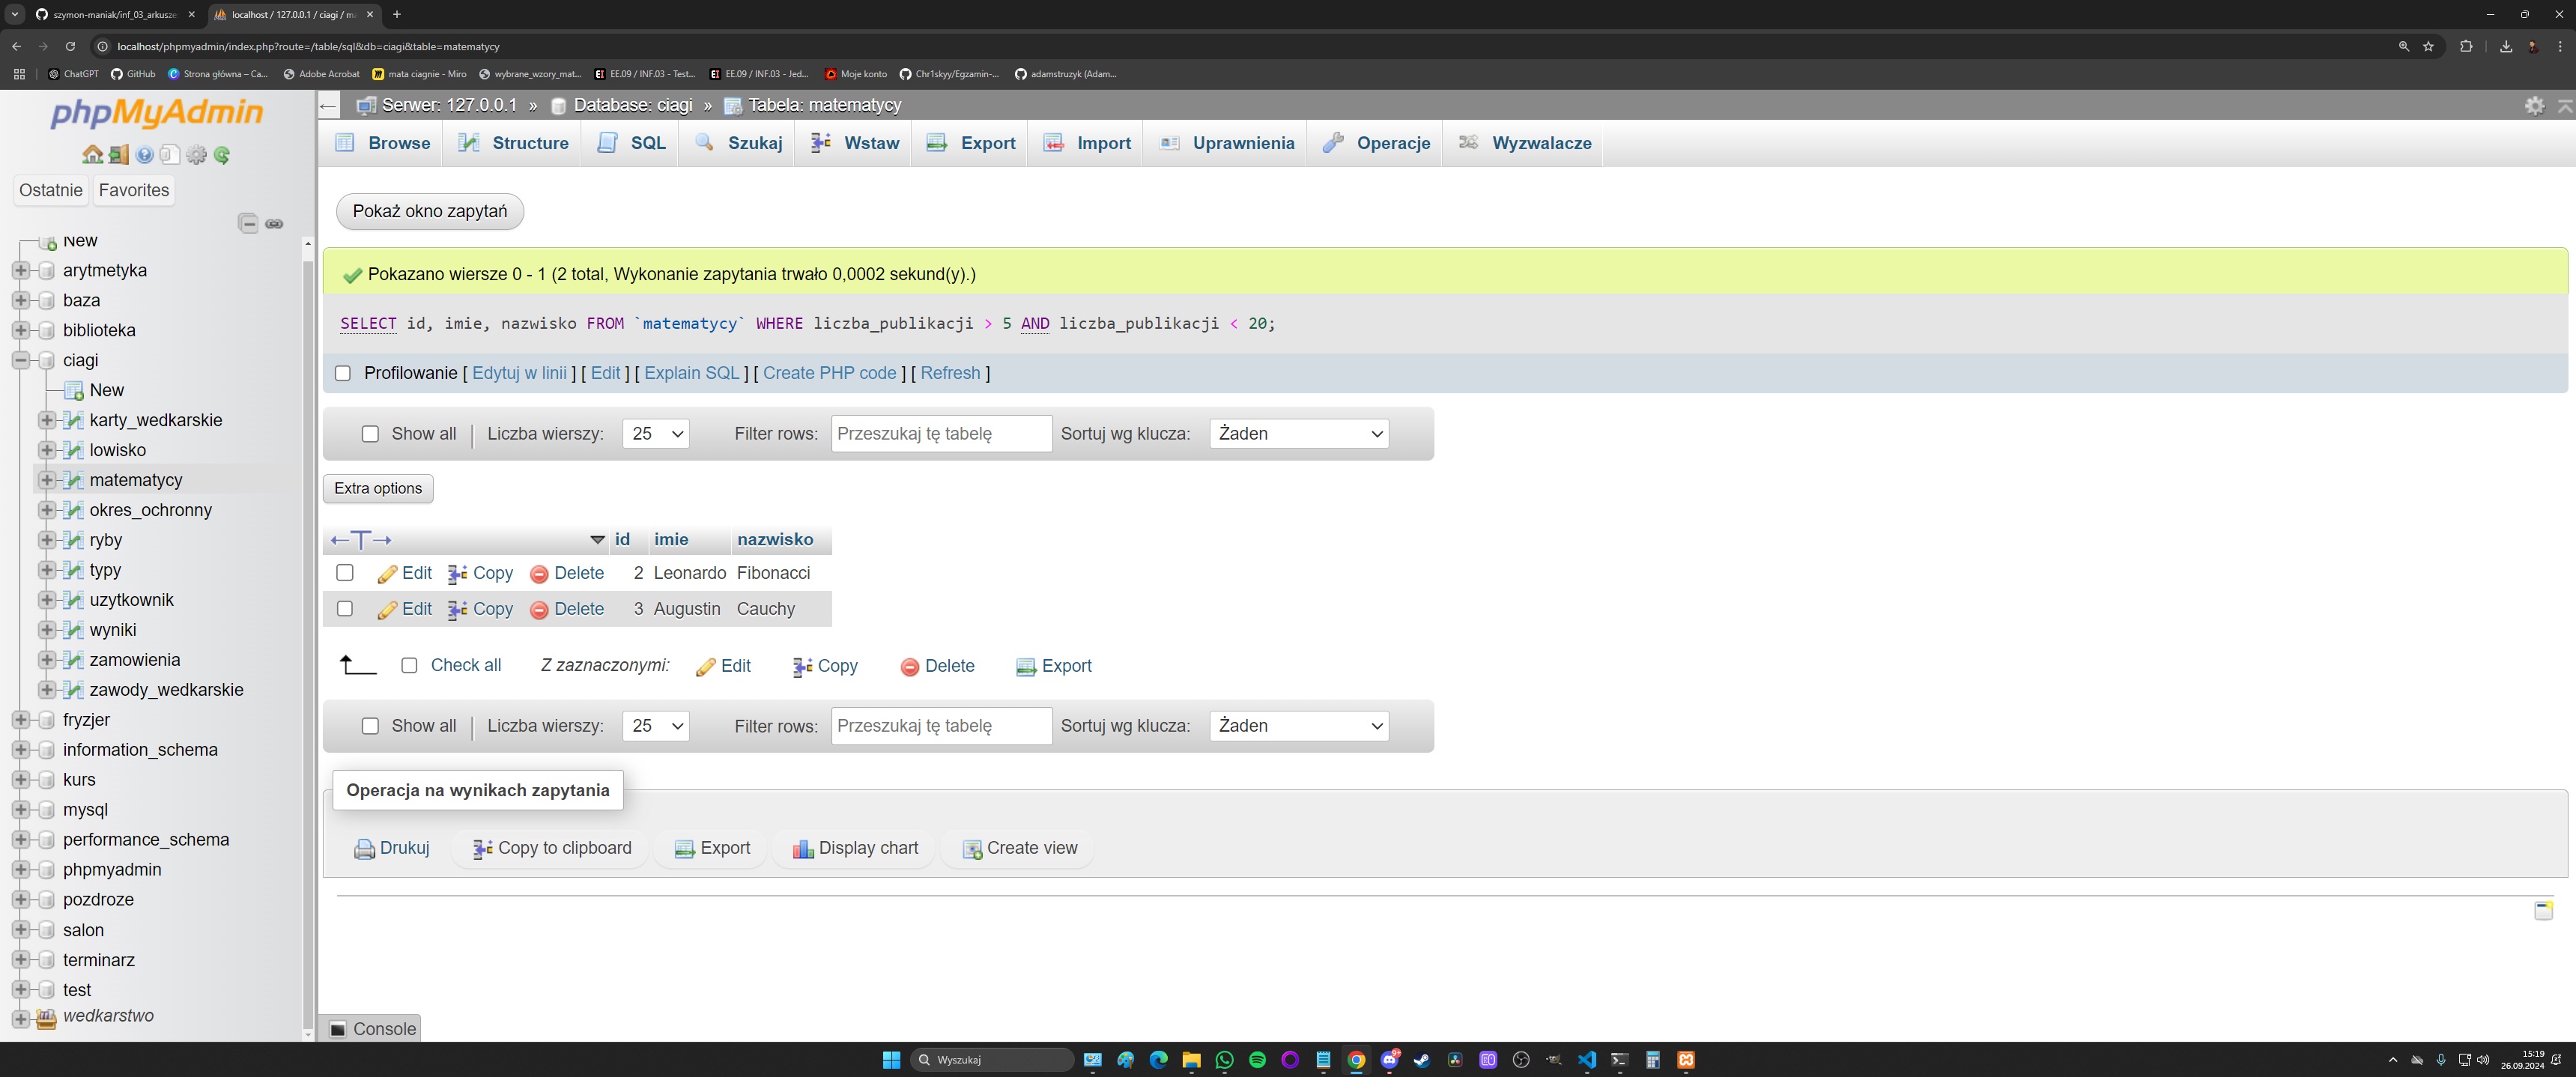 szymon-maniak/inf_03_arkusze
localhost / 127.0.0.1 / ciagi / ma
localhost/phpmyadmin/index.php?route=/table/sql&db=ciagi&table=matematycy
ChatGPT GitHub Strona główna – Ca... Adobe Acrobat mata ciagnie - Miro wybrane_wzory_mat... EE.09 / INF.03 - Test... EE.09 / INF.03 - Jed... Moje konto Chr1skyy/Egzamin-... adamstruzyk (Adam...
phpMyAdmin
Ostatnie Favorites
New
arytmetyka
baza
biblioteka
ciagi
New
karty_wedkarskie
lowisko
matematycy
okres_ochronny
ryby
typy
uzytkownik
wyniki
zamowienia
zawody_wedkarskie
fryzjer
information_schema
kurs
mysql
performance_schema
phpmyadmin
pozdroze
salon
terminarz
test
wedkarstwo
Serwer: 127.0.0.1 » Database: ciagi » Tabela: matematycy
Browse Structure SQL Szukaj Wstaw Export Import Uprawnienia Operacje Wyzwalacze
Pokaż okno zapytań
Pokazano wiersze 0 - 1 (2 total, Wykonanie zapytania trwało 0,0002 sekund(y).)
SELECT id, imie, nazwisko FROM `matematycy` WHERE liczba_publikacji > 5 AND liczba_publikacji < 20;
Profilowanie [ Edytuj w linii ] [ Edit ] [ Explain SQL ] [ Create PHP code ] [ Refresh ]
Show all | Liczba wierszy: 25 Filter rows: Przeszukaj tę tabelę Sortuj wg klucza: Żaden
Extra options
←T→ id imie nazwisko
Edit Copy Delete 2 Leonardo Fibonacci
Edit Copy Delete 3 Augustin Cauchy
Check all Z zaznaczonymi: Edit Copy Delete Export
Show all | Liczba wierszy: 25 Filter rows: Przeszukaj tę tabelę Sortuj wg klucza: Żaden
Operacja na wynikach zapytania
Drukuj Copy to clipboard Export Display chart Create view
Console
Wyszukaj
9+
15:19
26.09.2024